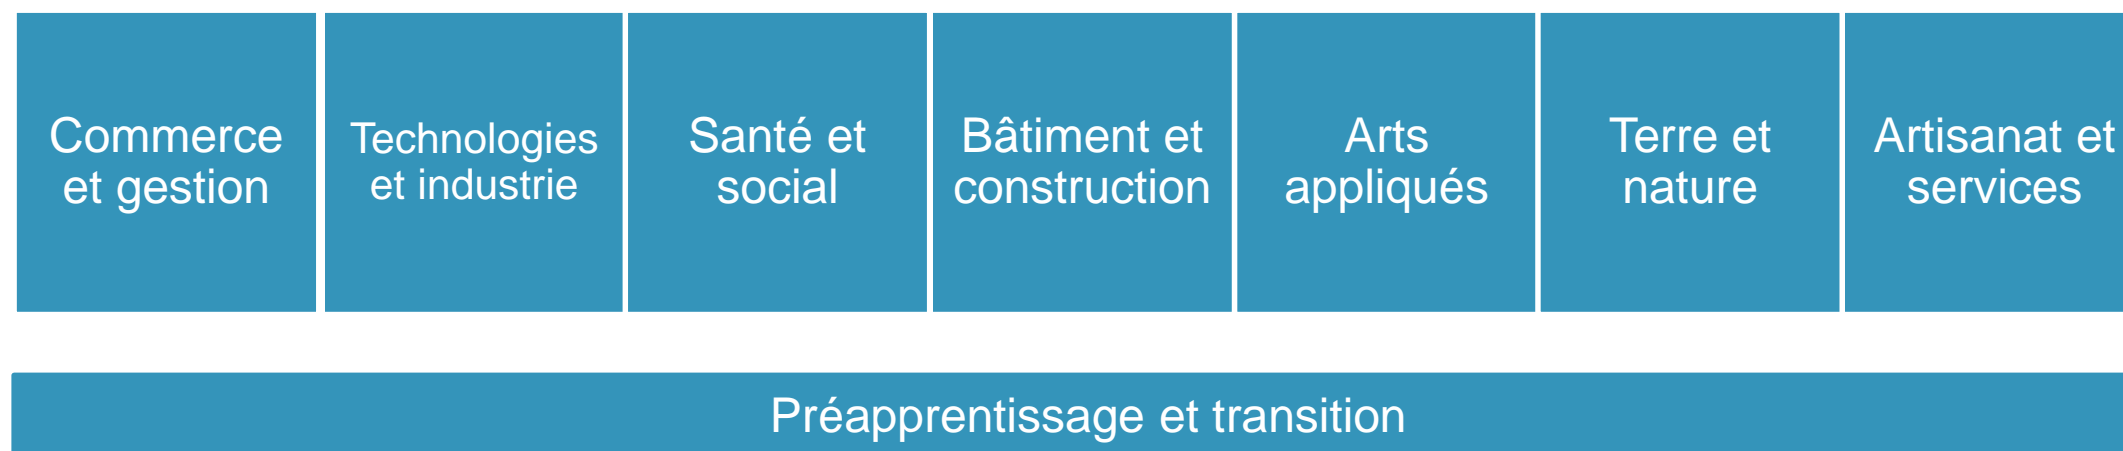 Commerce
et gestion
Technologies
et industrie
Santé et
social
Bâtiment et
construction
Arts
appliqués
Terre et
nature
Artisanat et
services
Préapprentissage et transition